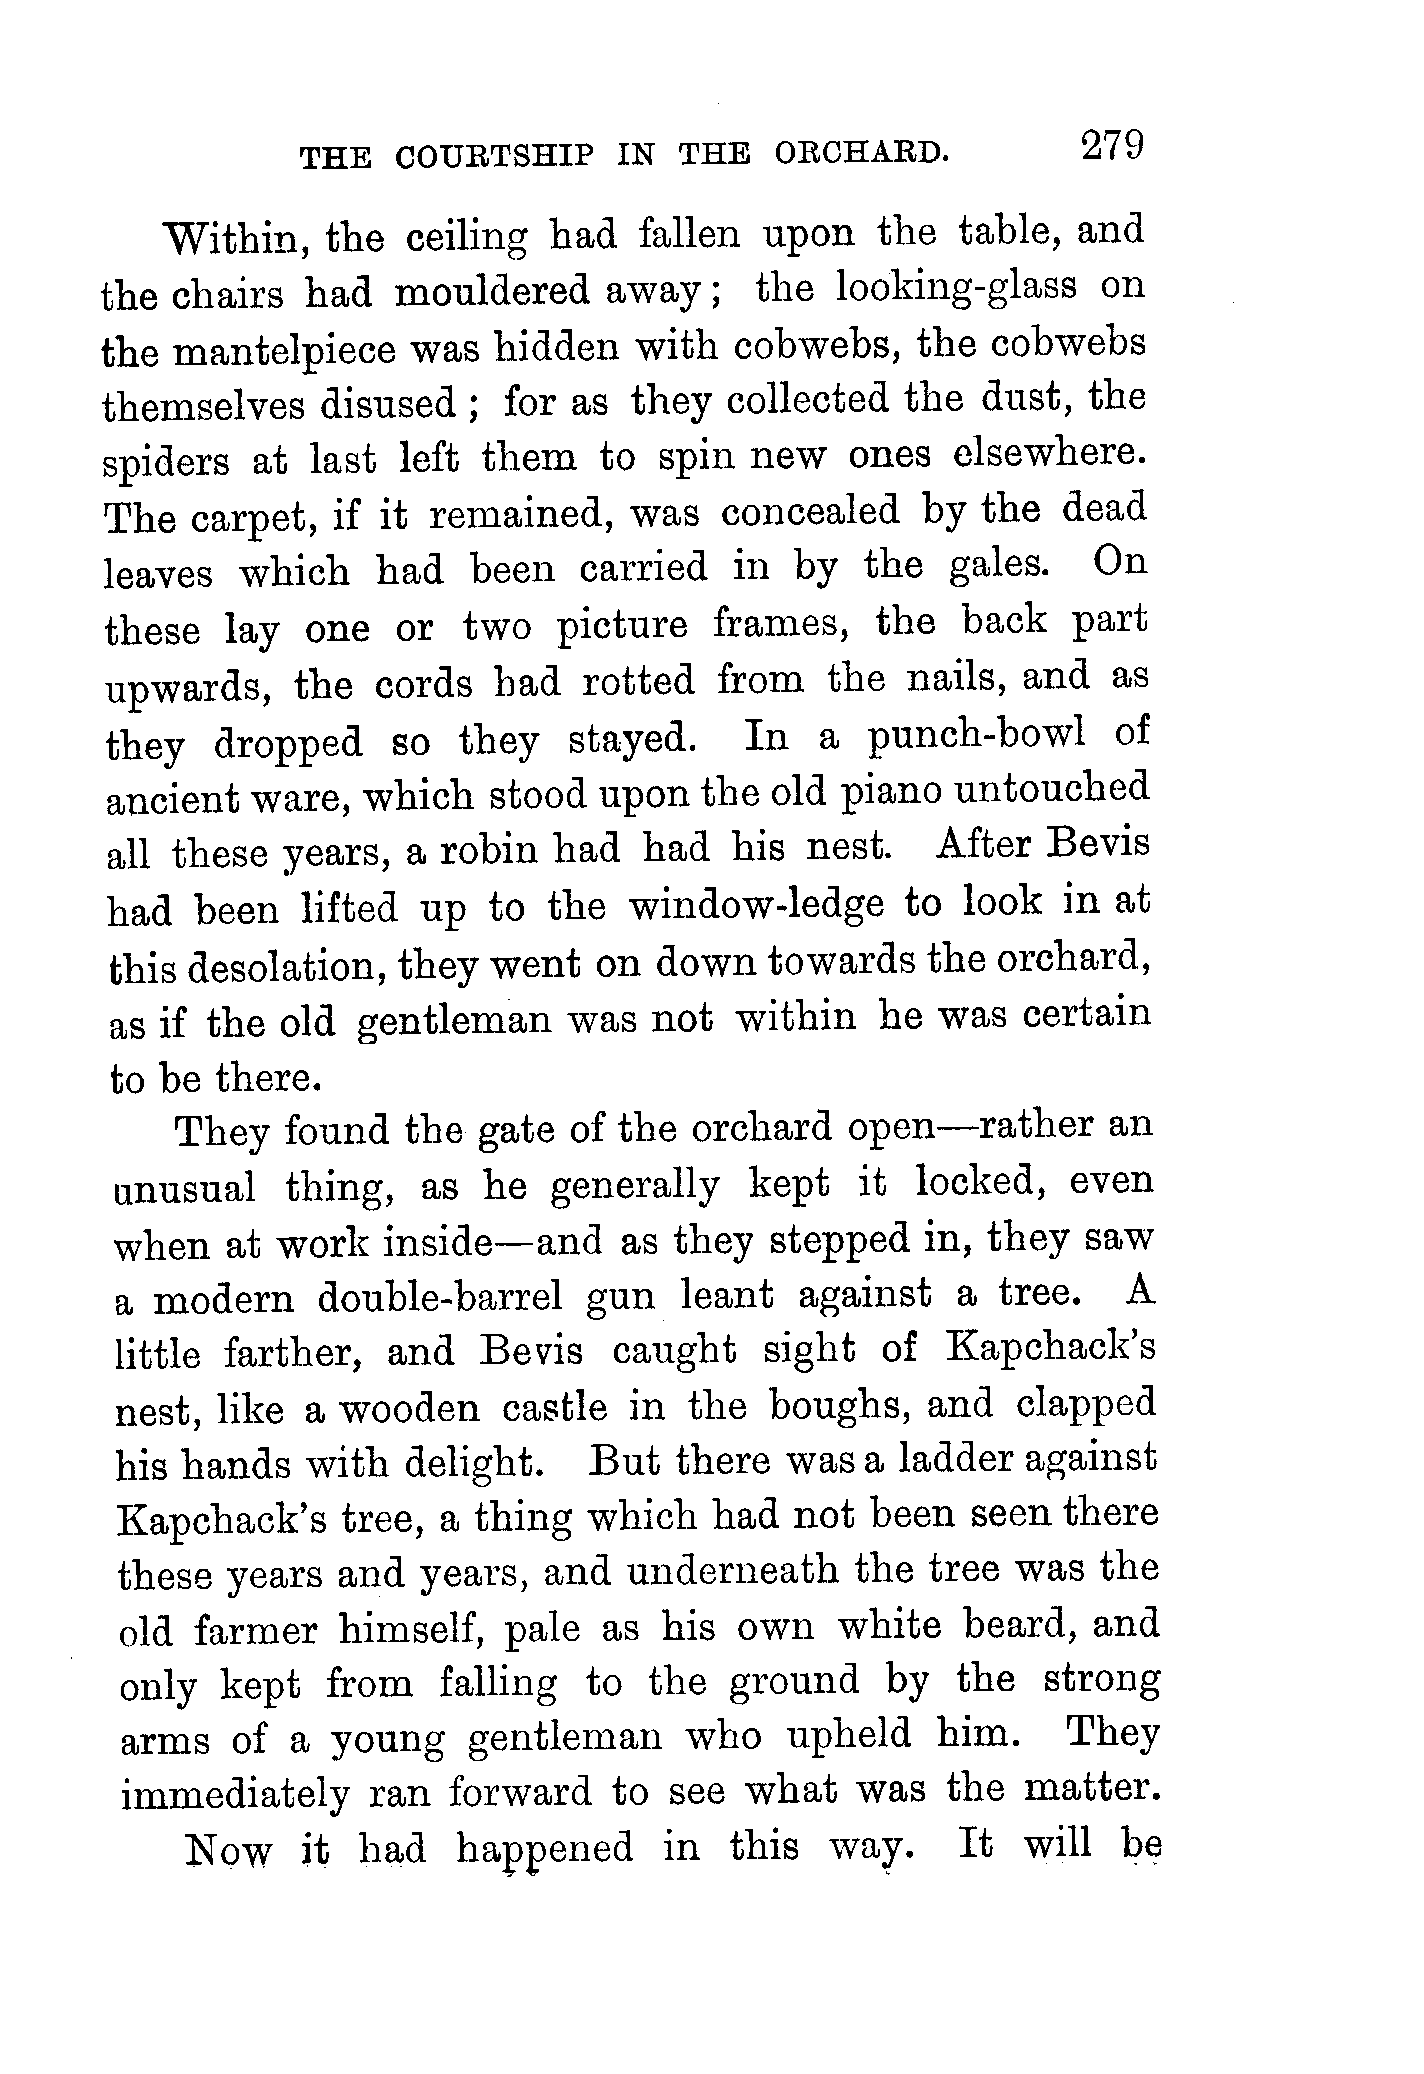 THE COURTSHIP IN THE ORCHARD. 279
Within, the ceiling had fallen upon the table, and
the chairs had mouldered away; the looking-glass on
the mantelpiece was hidden with cobwebs, the cobwebs
themselves disused; for as they collected the dust, the
spiders at last left them to spin new ones elsewhere.
The carpet, if it remained, was concealed by the dead
leaves which had been carried in by the gales. On
these lay one or two picture frames, the back part
upwards, the cords had rotted from the nails, and as
they dropped so they stayed. In a punch-bowl of
ancient ware, which stood upon the old piano untouched
all these years, a robin had had his nest. After Bevis
had been lifted up to the window-ledge to look in at
this desolation, they went on down towards the orchard,
as if the old gentleman was not within he was certain
to be there.
They found the gate of the orchard open—rather an
unusual thing, as he generally kept it locked, even
when at work inside—and as they stepped in, they saw
a modern double-barrel gun leant against a tree. A
little farther, and Bevis caught sight of Kapchack's
nest, like a wooden castle in the boughs, and clapped
his hands with delight. But there was a ladder against
Kapchack's tree, a thing which had not been seen there
these years and years, and underneath the tree was the
old farmer himself, pale as his own white beard, and
only kept from falling to the ground by the strong
arms of a young gentleman who upheld him. They
immediately ran forward to see what was the matter.
Now it had happened in this way. It will be